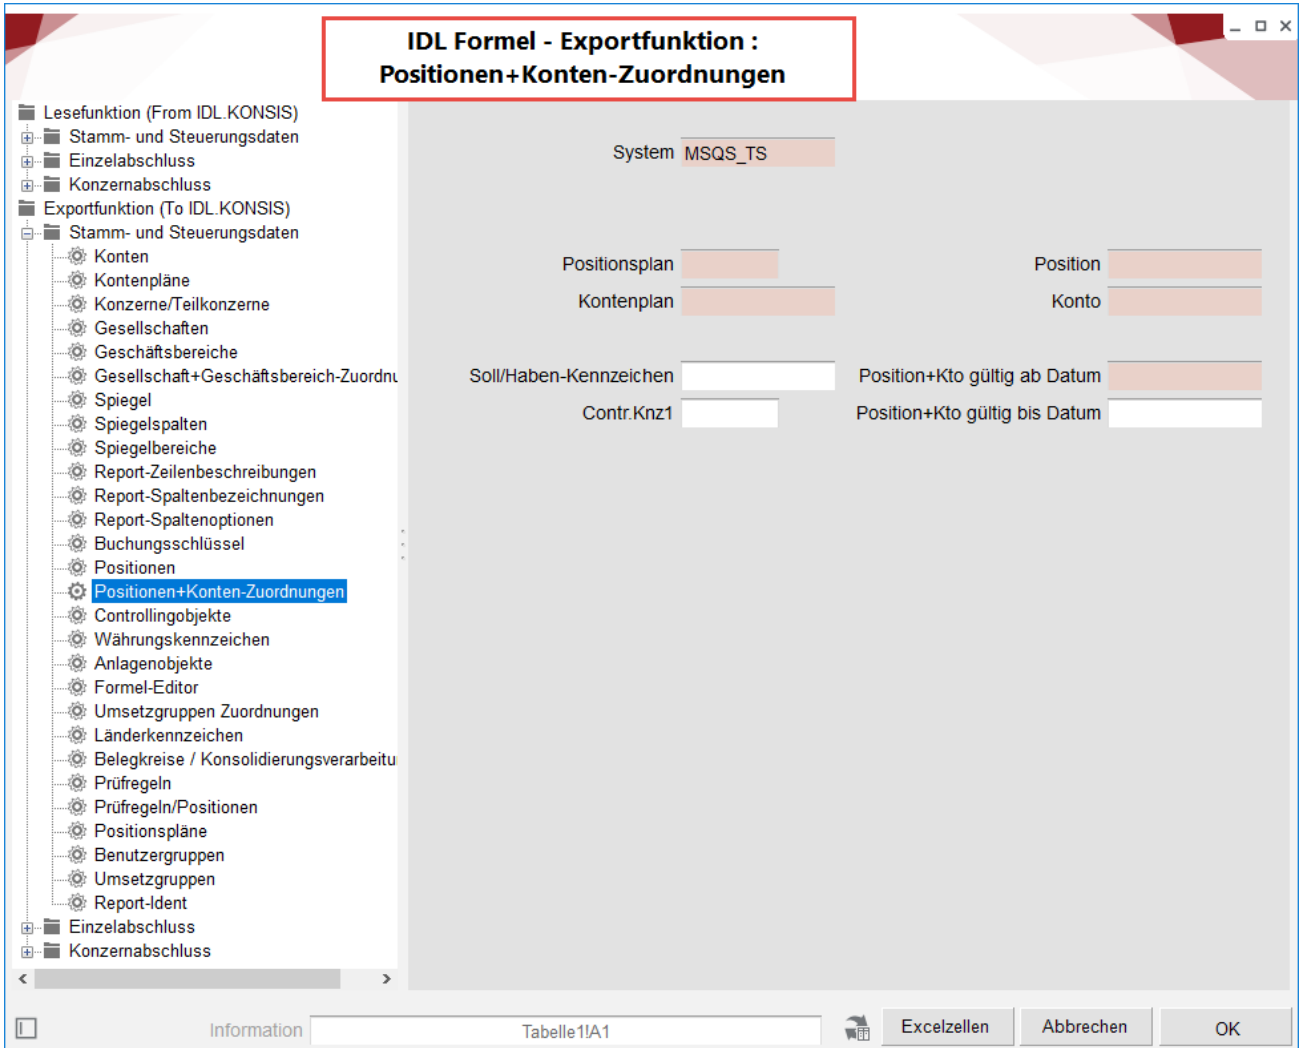 IDL Formel - Exportfunktion :
Positionen+Konten-Zuordnungen
Lesefunktion (From IDL.KONSIS)
Stamm- und Steuerungsdaten
Einzelabschluss
Konzernabschluss
Exportfunktion (To IDL.KONSIS)
Stamm- und Steuerungsdaten
Konten
Kontenpläne
Konzerne/Teilkonzerne
Gesellschaften
Geschäftsbereiche
Gesellschaft+Geschäftsbereich-Zuordnu
Spiegel
Spiegelspalten
Spiegelbereiche
Report-Zeilenbeschreibungen
Report-Spaltenbezeichnungen
Report-Spaltenoptionen
Buchungsschlüssel
Positionen
Positionen+Konten-Zuordnungen
Controllingobjekte
Währungskennzeichen
Anlagenobjekte
Formel-Editor
Umsetzgruppen Zuordnungen
Länderkennzeichen
Belegkreise / Konsolidierungsverarbeitu
Prüfregeln
Prüfregeln/Positionen
Positionspläne
Benutzergruppen
Umsetzgruppen
Report-Ident
Einzelabschluss
Konzernabschluss
System MSQS_TS
Positionsplan Position
Kontenplan Konto
Soll/Haben-Kennzeichen Position+Kto gültig ab Datum
Contr.Knz1 Position+Kto gültig bis Datum
Information Tabelle1!A1 Excelzellen Abbrechen OK